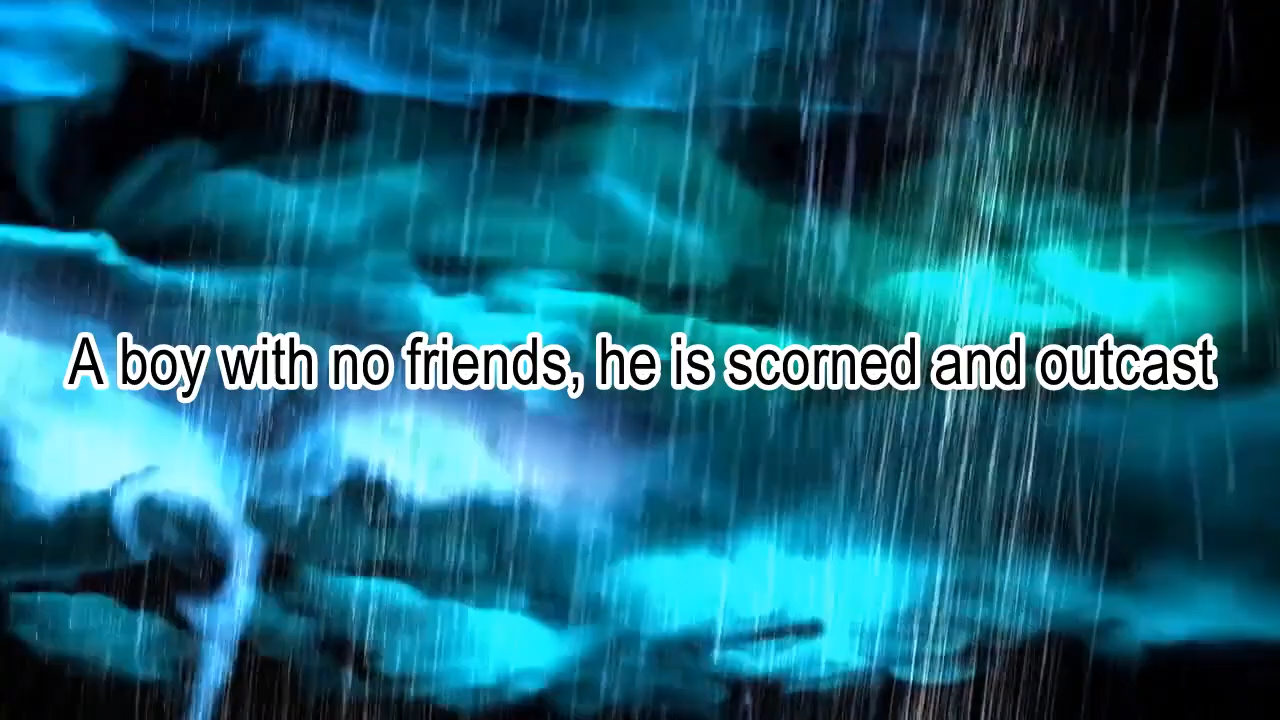 A boy with no friends, he is scorned and outcast